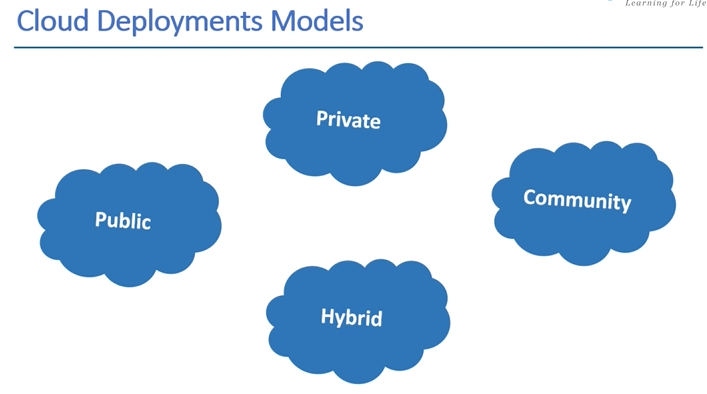 Learning for Life
Cloud Deployments Models
Private
Community
Public
Hybrid